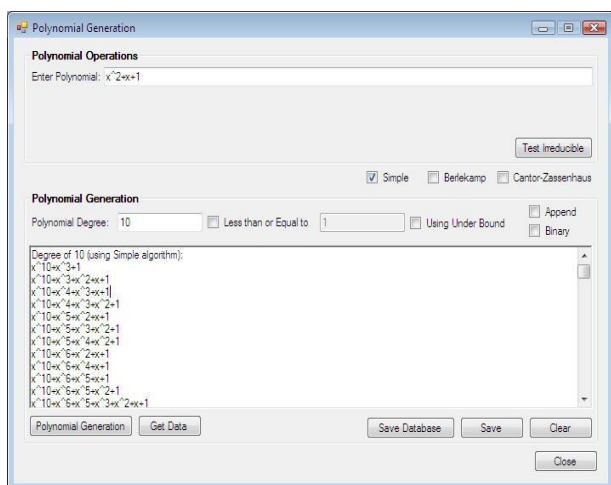 Polynomial Generation
Polynomial Operations
Enter Polynomial: x^2+x+1
Test Irreducible
Simple Berlekamp Cantor-Zassenhaus
Polynomial Generation
Polynomial Degree: 10 Less than or Equal to 1 Using Under Bound Append
Binary
Degree of 10 (using Simple algorithm):
x^10+x^3+1
x^10+x^3+x^2+x+1
x^10+x^4+x^3+x+1
x^10+x^4+x^3+x^2+1
x^10+x^5+x^2+x+1
x^10+x^5+x^3+x^2+1
x^10+x^5+x^4+x^2+1
x^10+x^6+x^2+x+1
x^10+x^6+x^4+x+1
x^10+x^6+x^5+x+1
x^10+x^6+x^5+x^2+1
x^10+x^6+x^5+x^3+x^2+x+1
Polynomial Generation Get Data Save Database Save Clear
Close